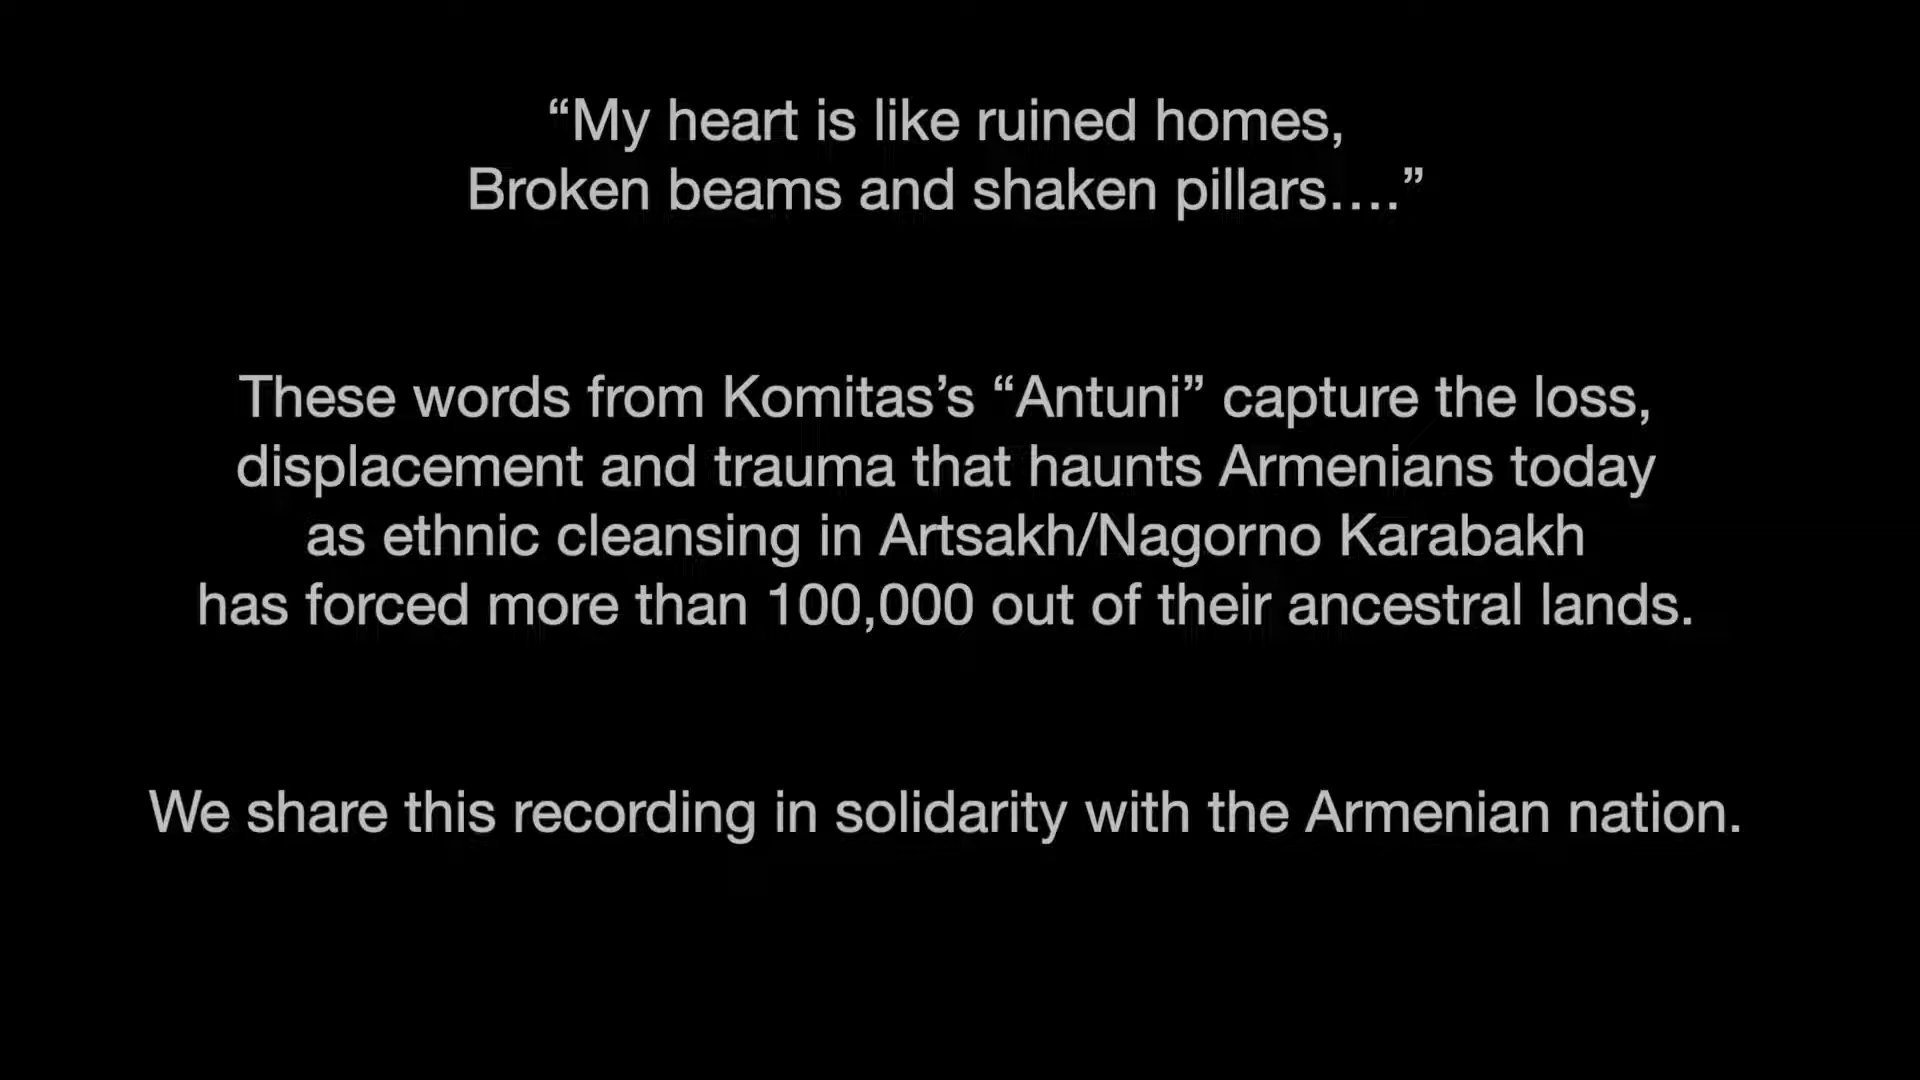 “My heart is like ruined homes,
Broken beams and shaken pillars….”
These words from Komitas’s “Antuni” capture the loss,
displacement and trauma that haunts Armenians today
as ethnic cleansing in Artsakh/Nagorno Karabakh
has forced more than 100,000 out of their ancestral lands.
We share this recording in solidarity with the Armenian nation.